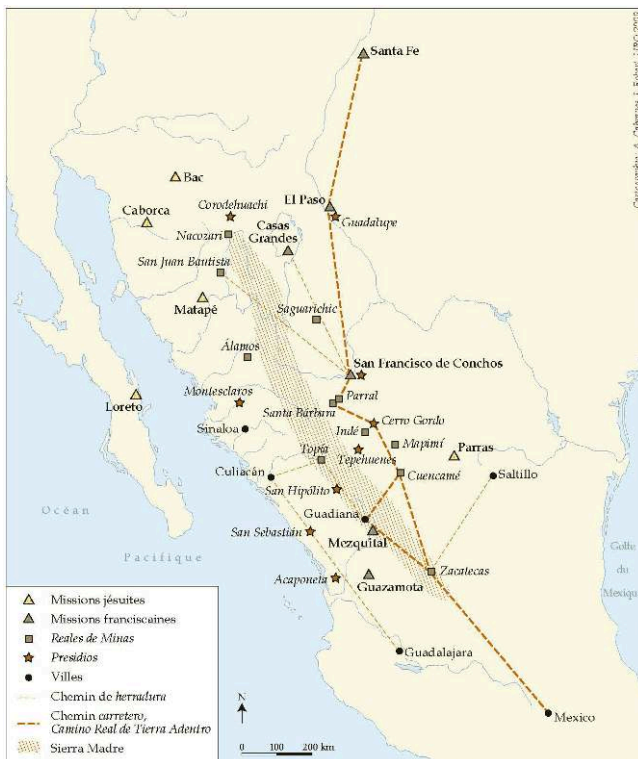 Santa Fe
Bac
Corodehuachi
El Paso
Caborca
Casas
Grandes
Guadalupe
Nacozari
San Juan Bautista
Matapé
Saguarichic
Álamos
San Francisco de Conchos
Montesclaros
Parral
Loreto
Santa Bárbara
Cerro Gordo
Sinaloa
Indé
Mapimí
Parras
Topia
Tepehuenes
Cuencamé
Saltillo
Culiacán
San Hipólito
Guadiana
Océan
San Sebastián
Mezquital
Pacifique
Zacatecas
Golfe
du
Mexique
Acaponeta
Guazamota
Guadalajara
Mexico
Missions jésuites
Missions franciscaines
Reales de Minas
Presidios
Villes
Chemin de herradura
Chemin carretero,
Camino Real de Tierra Adentro
Sierra Madre
N
0 100 200 km